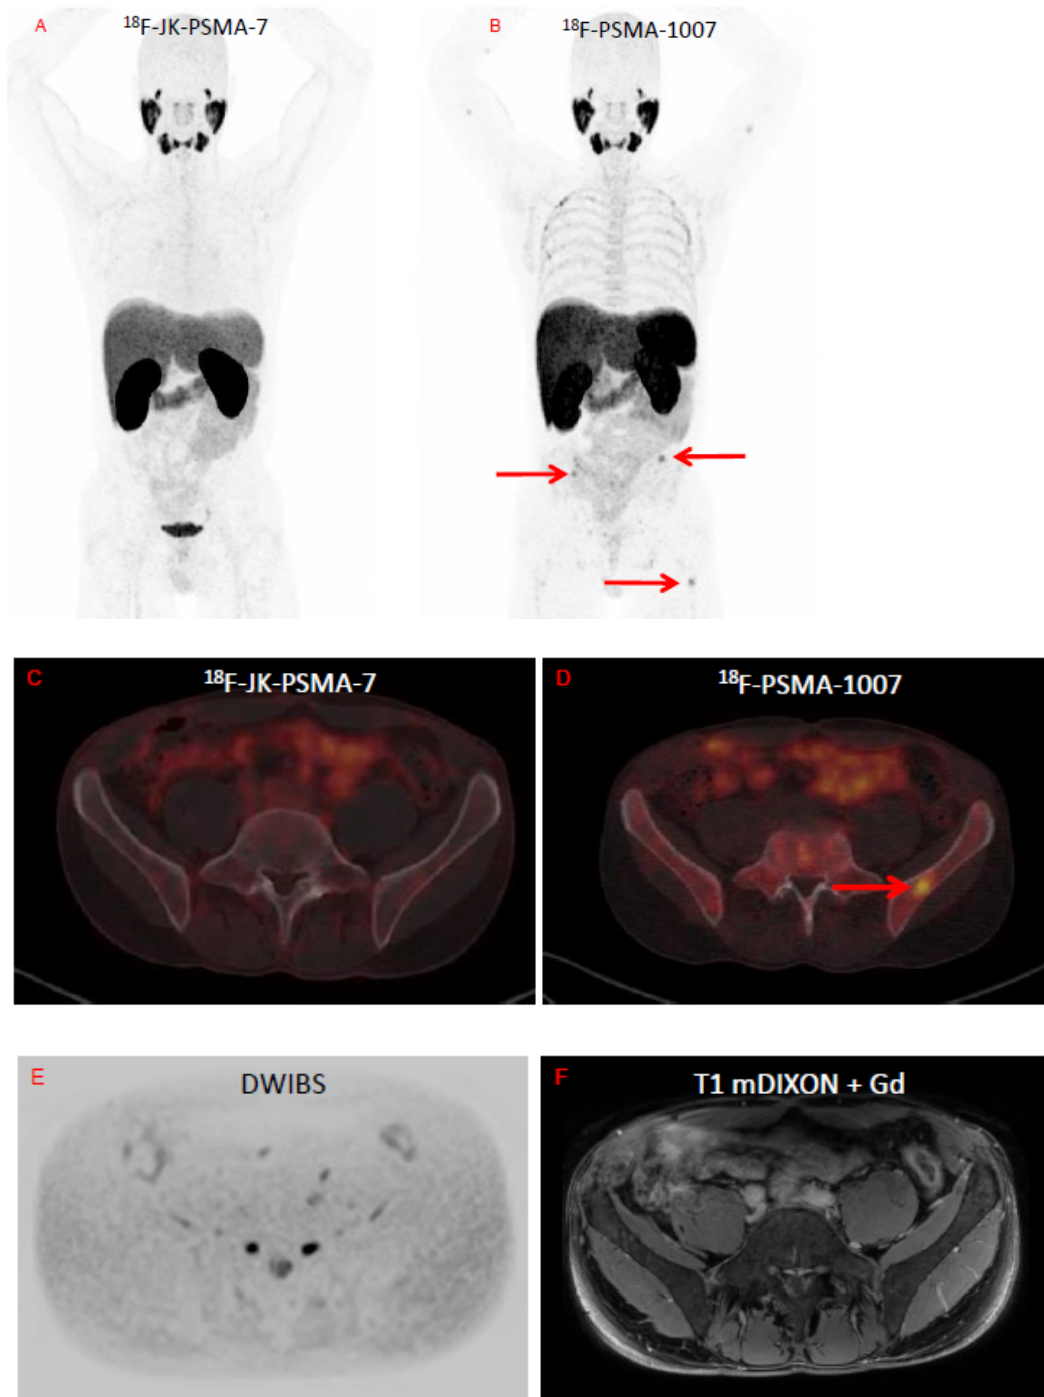 A
¹⁸F-JK-PSMA-7
B
¹⁸F-PSMA-1007
C
¹⁸F-JK-PSMA-7
D
¹⁸F-PSMA-1007
E
DWIBS
F
T1 mDIXON + Gd